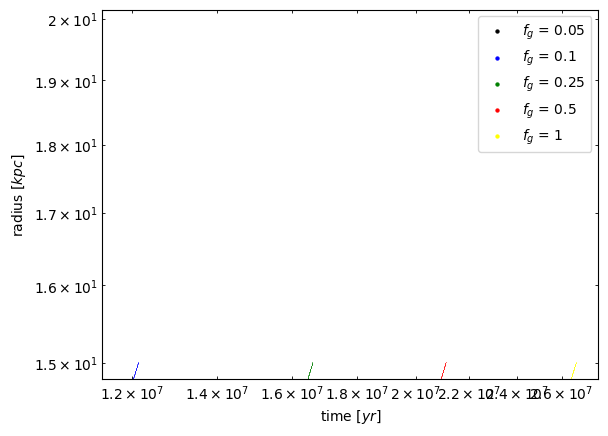 2 × 10¹
1.9 × 10¹
1.8 × 10¹
1.7 × 10¹
1.6 × 10¹
1.5 × 10¹
radius [kpc]
f_g = 0.05
f_g = 0.1
f_g = 0.25
f_g = 0.5
f_g = 1
1.2 × 10⁷ 1.4 × 10⁷ 1.6 × 10⁷ 1.8 × 10⁷ 2 × 10⁷ 2.2 × 10⁷ 2.4 × 10⁷ 2.6 × 10⁷
time [yr]